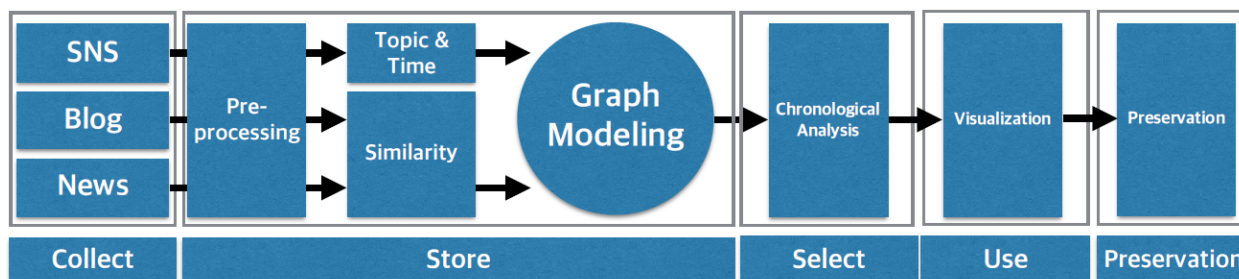 SNS
Blog
News
Pre-
processing
Topic &
Time
Similarity
Graph
Modeling
Chronological
Analysis
Visualization
Preservation
Collect
Store
Select
Use
Preservation